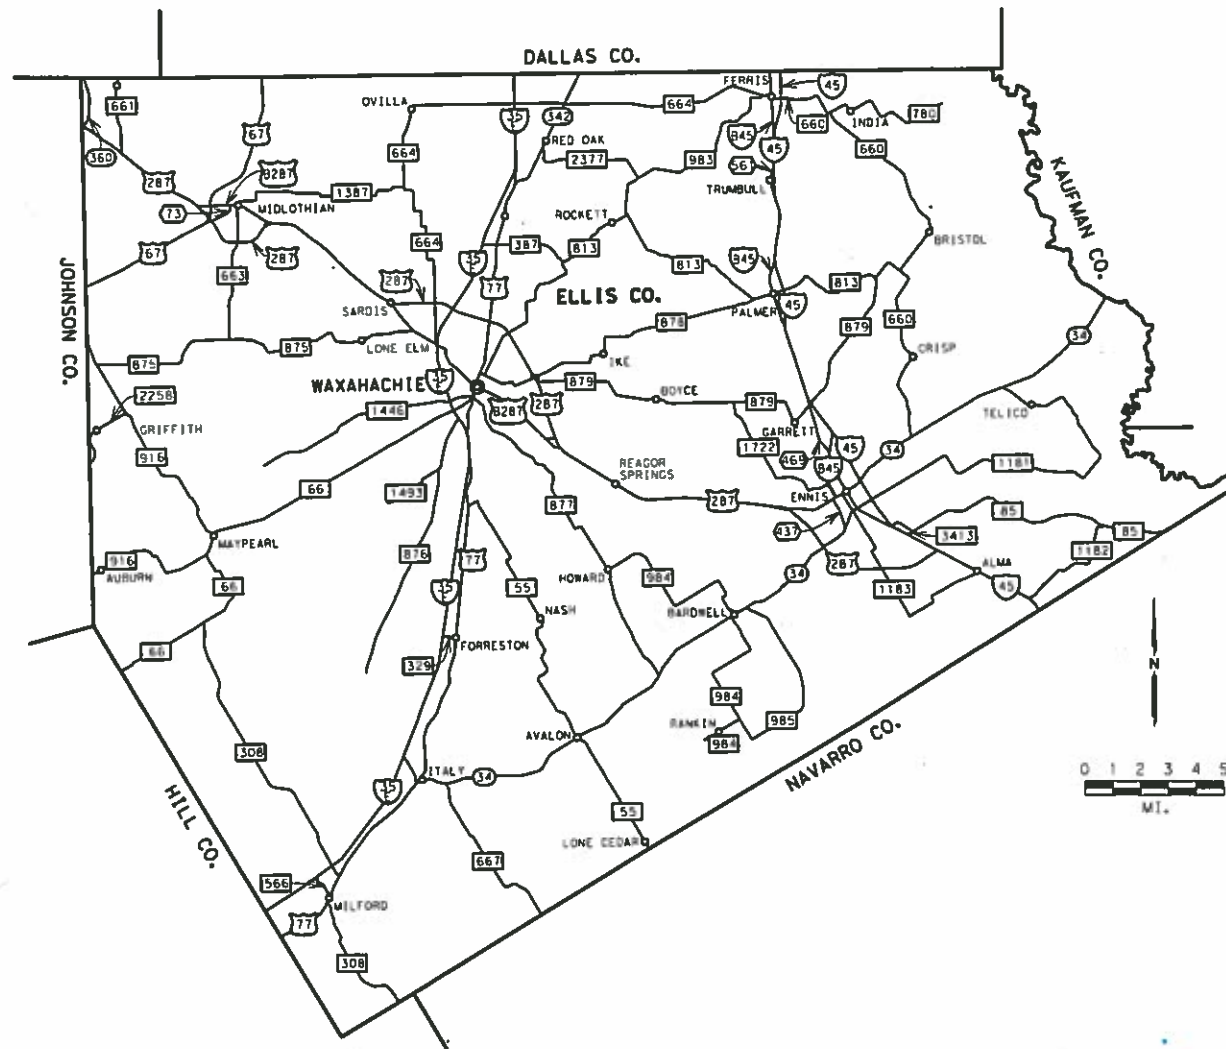 DALLAS CO.
FERRIS
45
661
OVILLA
664
35
342
660
INDIA
780
67
RED OAK
845
360
664
2377
983
45
660
287
8287
1387
561
TRUMBULL
KAUFMAN CO.
73
MIDLOTHIAN
ROCKETT
BRISTOL
67
287
664
387
813
663
35
813
845
JOHNSON CO.
287
77
ELLIS CO.
813
SARDIS
PALMER
45
878
879
660
34
875
875
LONE ELM
IKE
CRISP
WAXAHACHIE
35
879
2258
1446
8287
287
BOYCE
879
TELICO
GRIFFITH
GARRETT
1722
45
34
916
465
845
1181
REAGOR
SPRINGS
66
1493
877
287
ENNIS
85
85
437
3413
MAYPEARL
916
876
77
1182
AUBURN
HOWARD
984
34
287
ALMA
66
35
55
1183
45
NASH
BARDWELL
66
329
FORRESTON
N
984
985
RANKIN
984
308
AVALON
NAVARRO CO.
ITALY
34
35
0 1 2 3 4 5
MI.
HILL CO.
55
LONE CEDAR
667
566
MILFORD
77
308